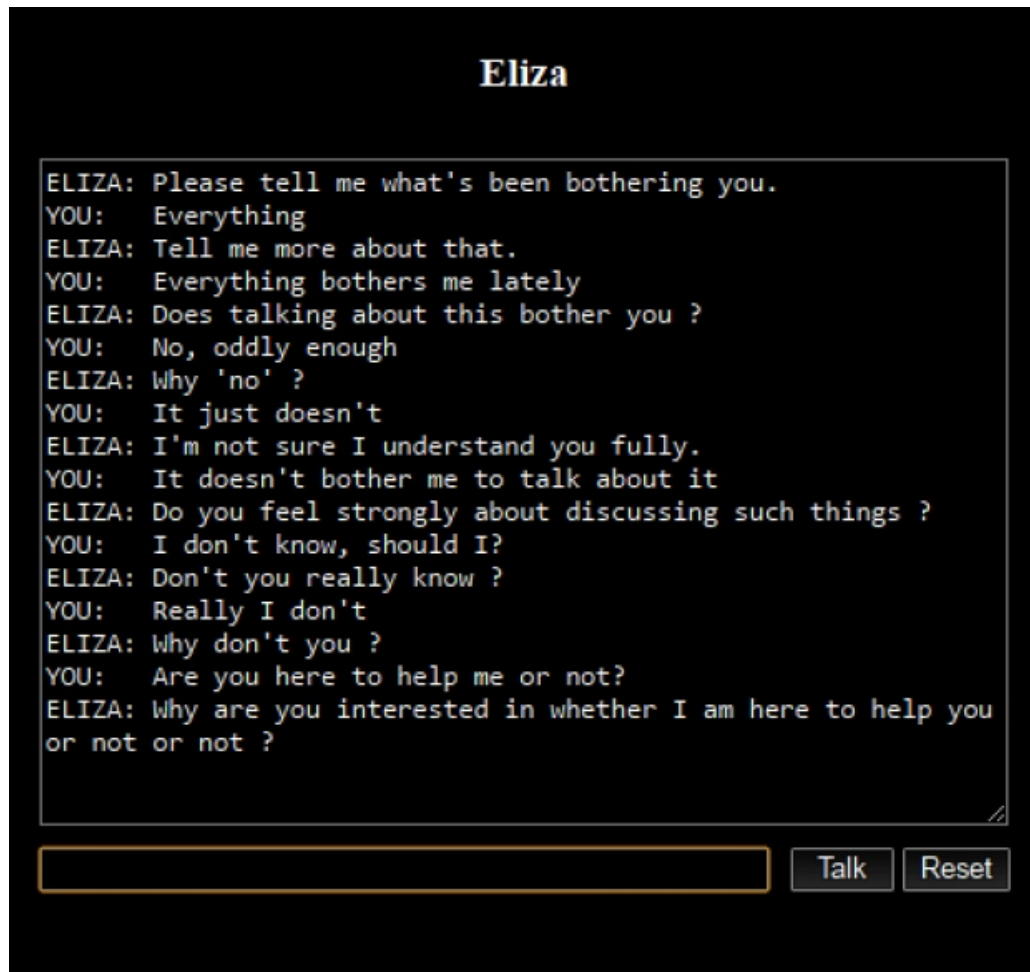 Eliza
ELIZA: Please tell me what's been bothering you.
YOU:   Everything
ELIZA: Tell me more about that.
YOU:   Everything bothers me lately
ELIZA: Does talking about this bother you ?
YOU:   No, oddly enough
ELIZA: Why 'no' ?
YOU:   It just doesn't
ELIZA: I'm not sure I understand you fully.
YOU:   It doesn't bother me to talk about it
ELIZA: Do you feel strongly about discussing such things ?
YOU:   I don't know, should I?
ELIZA: Don't you really know ?
YOU:   Really I don't
ELIZA: Why don't you ?
YOU:   Are you here to help me or not?
ELIZA: Why are you interested in whether I am here to help you
or not or not ?
Talk Reset